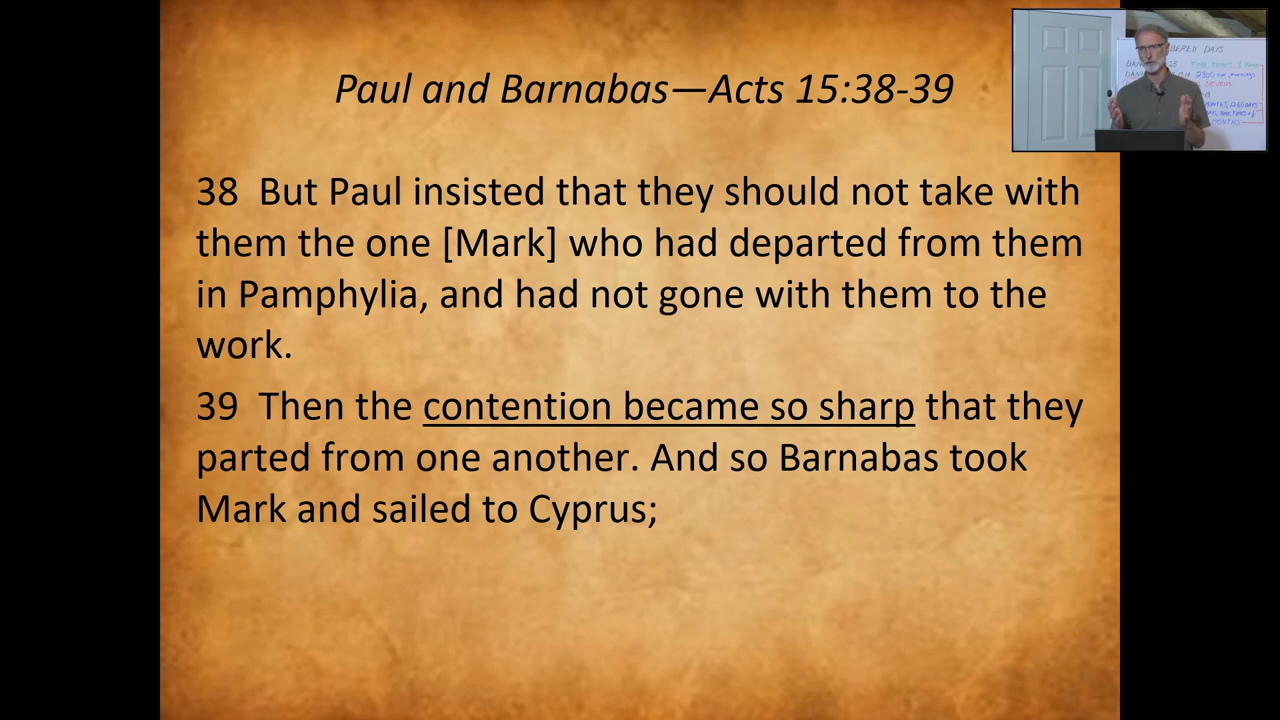 Paul and Barnabas—Acts 15:38-39
38 But Paul insisted that they should not take with
them the one [Mark] who had departed from them
in Pamphylia, and had not gone with them to the
work.
39 Then the contention became so sharp that they
parted from one another. And so Barnabas took
Mark and sailed to Cyprus;
DAYS
MONTHS